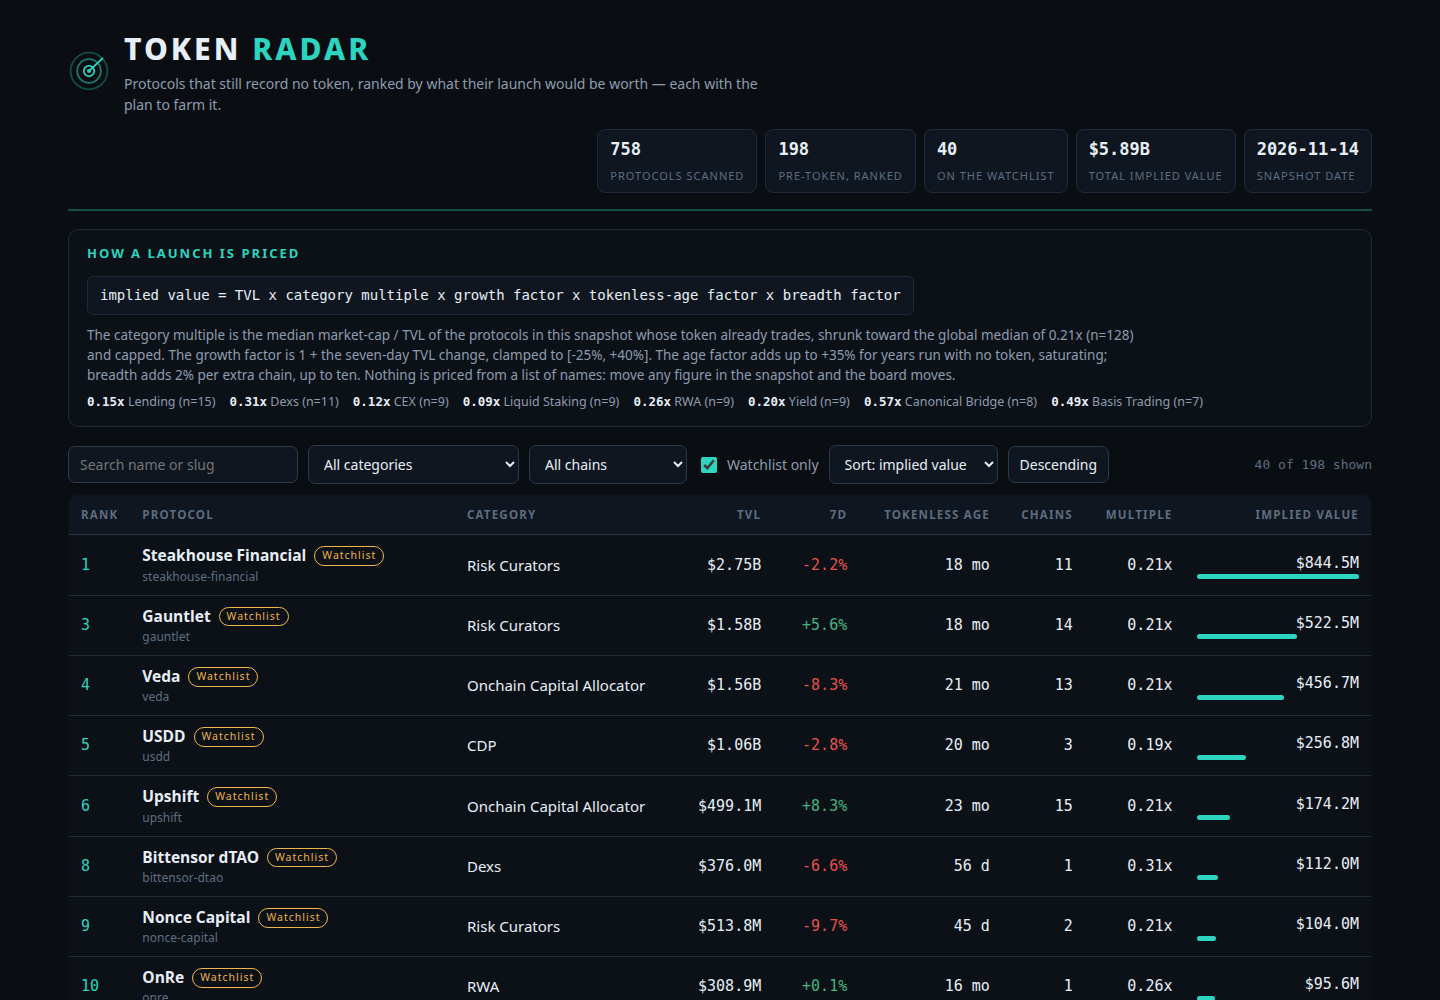 TOKEN RADAR
Protocols that still record no token, ranked by what their launch would be worth — each with the
plan to farm it.
758
PROTOCOLS SCANNED
198
PRE-TOKEN, RANKED
40
ON THE WATCHLIST
$5.89B
TOTAL IMPLIED VALUE
2026-11-14
SNAPSHOT DATE
HOW A LAUNCH IS PRICED
implied value = TVL x category multiple x growth factor x tokenless-age factor x breadth factor
The category multiple is the median market-cap / TVL of the protocols in this snapshot whose token already trades, shrunk toward the global median of 0.21x (n=128)
and capped. The growth factor is 1 + the seven-day TVL change, clamped to [-25%, +40%]. The age factor adds up to +35% for years run with no token, saturating;
breadth adds 2% per extra chain, up to ten. Nothing is priced from a list of names: move any figure in the snapshot and the board moves.
0.15x Lending (n=15) 0.31x Dexs (n=11) 0.12x CEX (n=9) 0.09x Liquid Staking (n=9) 0.26x RWA (n=9) 0.20x Yield (n=9) 0.57x Canonical Bridge (n=8) 0.49x Basis Trading (n=7)
Search name or slug All categories All chains Watchlist only Sort: implied value Descending 40 of 198 shown
RANK PROTOCOL CATEGORY TVL 7D TOKENLESS AGE CHAINS MULTIPLE IMPLIED VALUE
1 Steakhouse Financial Watchlist Risk Curators $2.75B -2.2% 18 mo 11 0.21x $844.5M
steakhouse-financial
3 Gauntlet Watchlist Risk Curators $1.58B +5.6% 18 mo 14 0.21x $522.5M
gauntlet
4 Veda Watchlist Onchain Capital Allocator $1.56B -8.3% 21 mo 13 0.21x $456.7M
veda
5 USDD Watchlist CDP $1.06B -2.8% 20 mo 3 0.19x $256.8M
usdd
6 Upshift Watchlist Onchain Capital Allocator $499.1M +8.3% 23 mo 15 0.21x $174.2M
upshift
8 Bittensor dTAO Watchlist Dexs $376.0M -6.6% 56 d 1 0.31x $112.0M
bittensor-dtao
9 Nonce Capital Watchlist Risk Curators $513.8M -9.7% 45 d 2 0.21x $104.0M
nonce-capital
10 OnRe Watchlist RWA $308.9M +0.1% 16 mo 1 0.26x $95.6M
onre